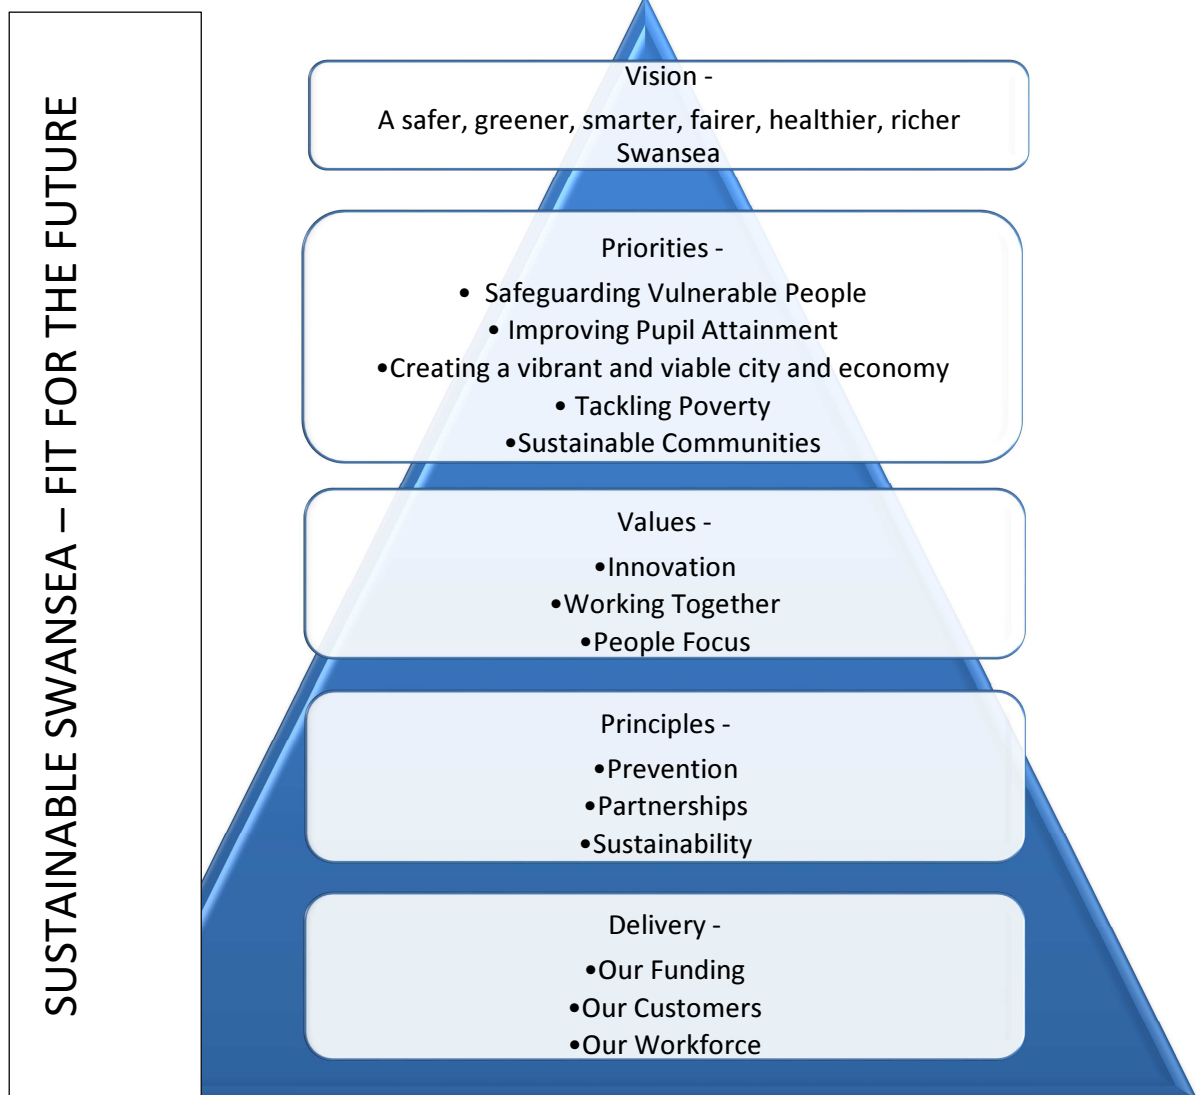 SUSTAINABLE SWANSEA – FIT FOR THE FUTURE
Vision -
A safer, greener, smarter, fairer, healthier, richer
Swansea
Priorities -
• Safeguarding Vulnerable People
• Improving Pupil Attainment
•Creating a vibrant and viable city and economy
• Tackling Poverty
•Sustainable Communities
Values -
•Innovation
•Working Together
•People Focus
Principles -
•Prevention
•Partnerships
•Sustainability
Delivery -
•Our Funding
•Our Customers
•Our Workforce